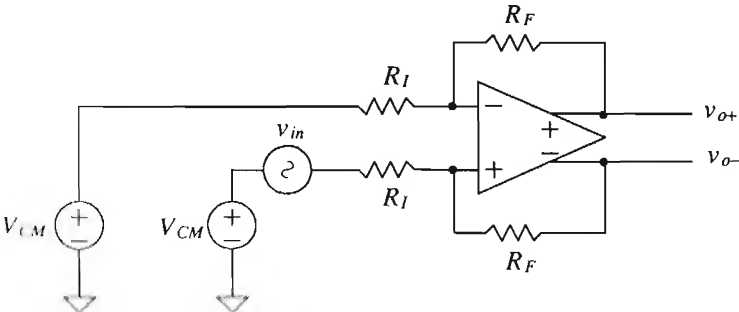 R_F
R_I
v_in
v_o+
v_o−
R_I
V_CM
V_CM
R_F
− + + −
+ −
+ −